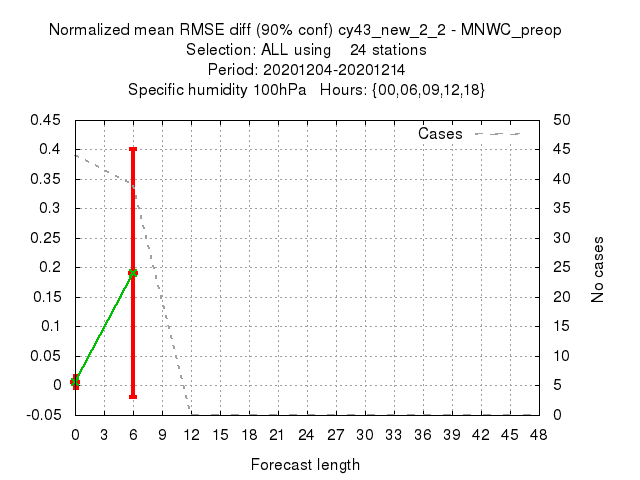 Normalized mean RMSE diff (90% conf) cy43_new_2_2 - MNWC_preop
Selection: ALL using    24 stations
Period: 20201204-20201214
Specific humidity 100hPa   Hours: {00,06,09,12,18}
0.45
0.4
0.35
0.3
0.25
0.2
0.15
0.1
0.05
0
-0.05
Cases
50
45
40
35
30
25
20
15
10
5
0
No cases
0 3 6 9 12 15 18 21 24 27 30 33 36 39 42 45 48
Forecast length